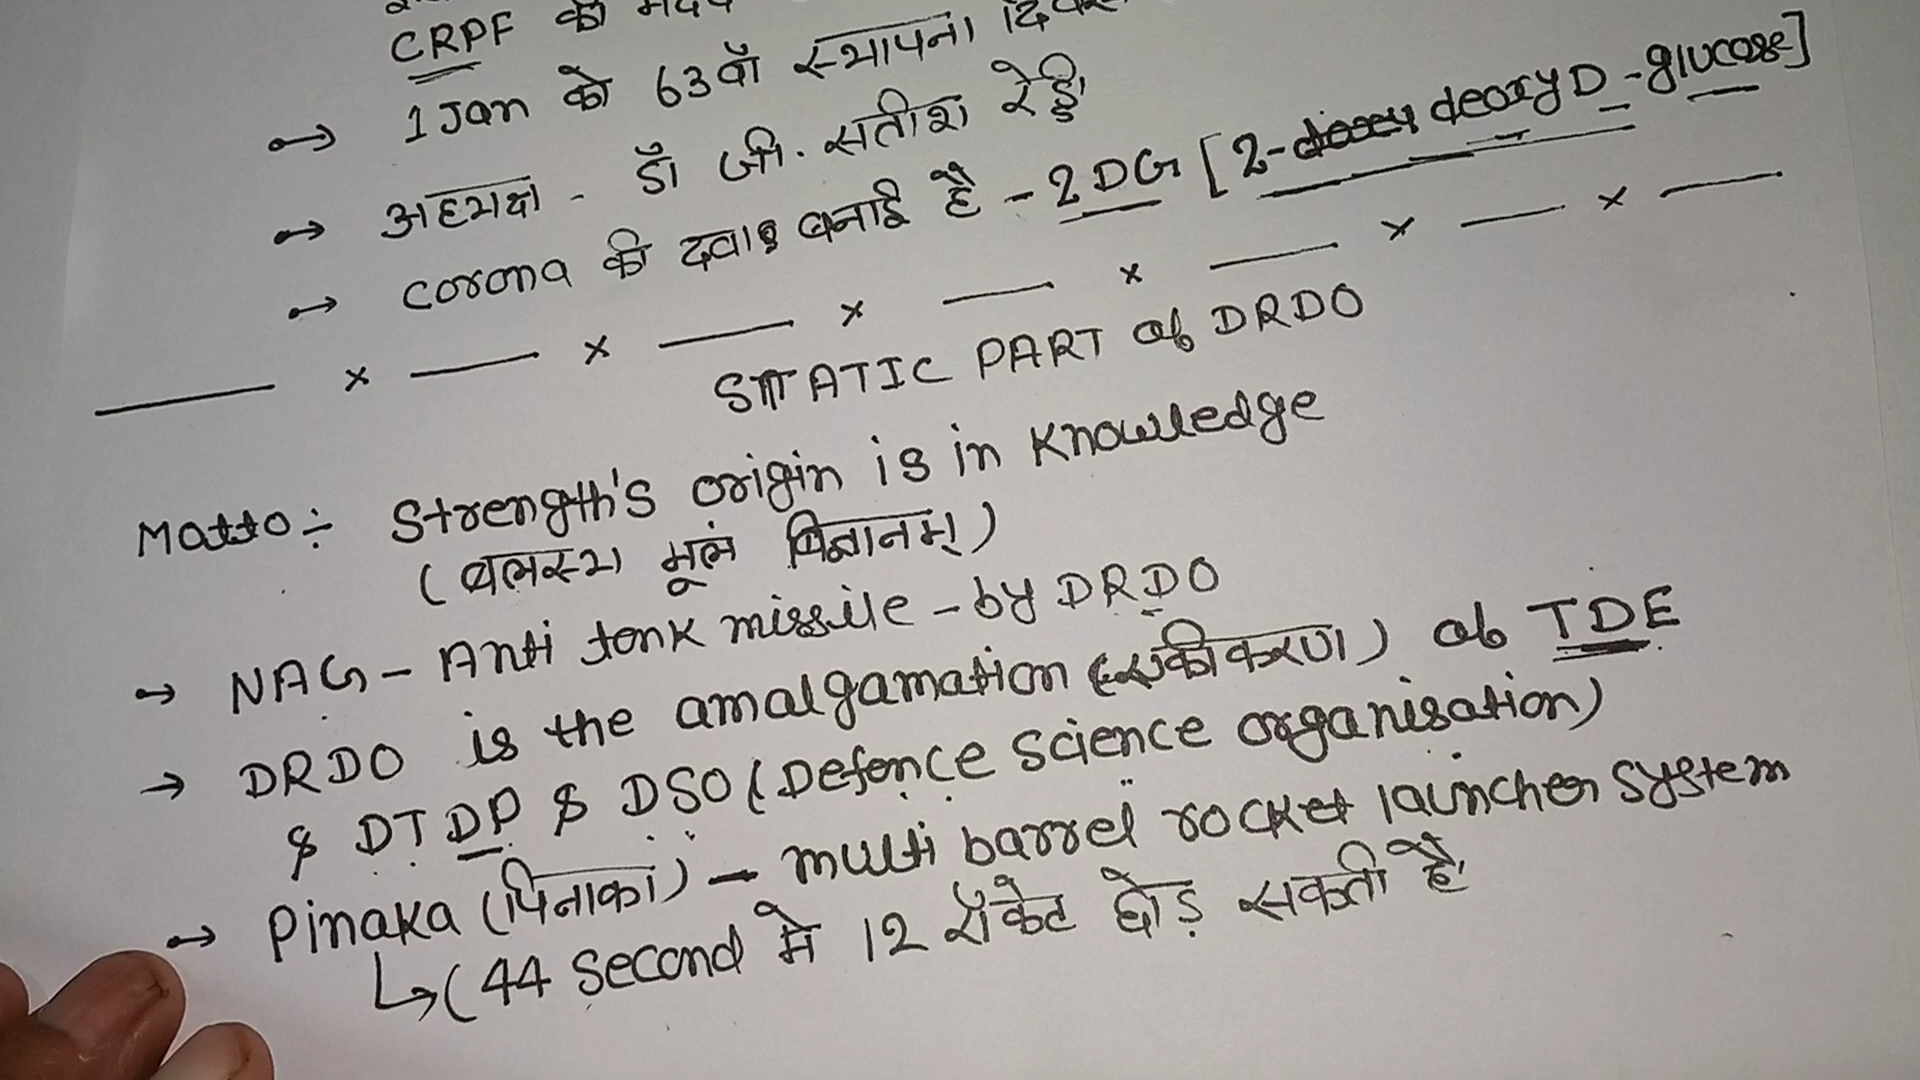 CRPF की मदद
→ 1 Jan को 63वाँ स्थापना दिवस
→ अध्यक्ष - डॉ जी. सतीश रेड्डी
→ corona की दवाइ बनाई है - 2DG [2- deoxy D - glucose]
— × — × — × — × — × — × —
STATIC PART of DRDO
Motto ÷ Strength's origin is in Knowledge
(बलस्य मूलं विज्ञानम्)
→ NAG - Anti tank missile - by DRDO
→ DRDO is the amalgamation (एकीकरण) of TDE
& DTDP & DSO (Defence Science organisation)
→ Pinaka (पिनाका) — multi barrel rocket launcher system
↳ (44 second मे 12 रॉकेट छोड़ सकती है